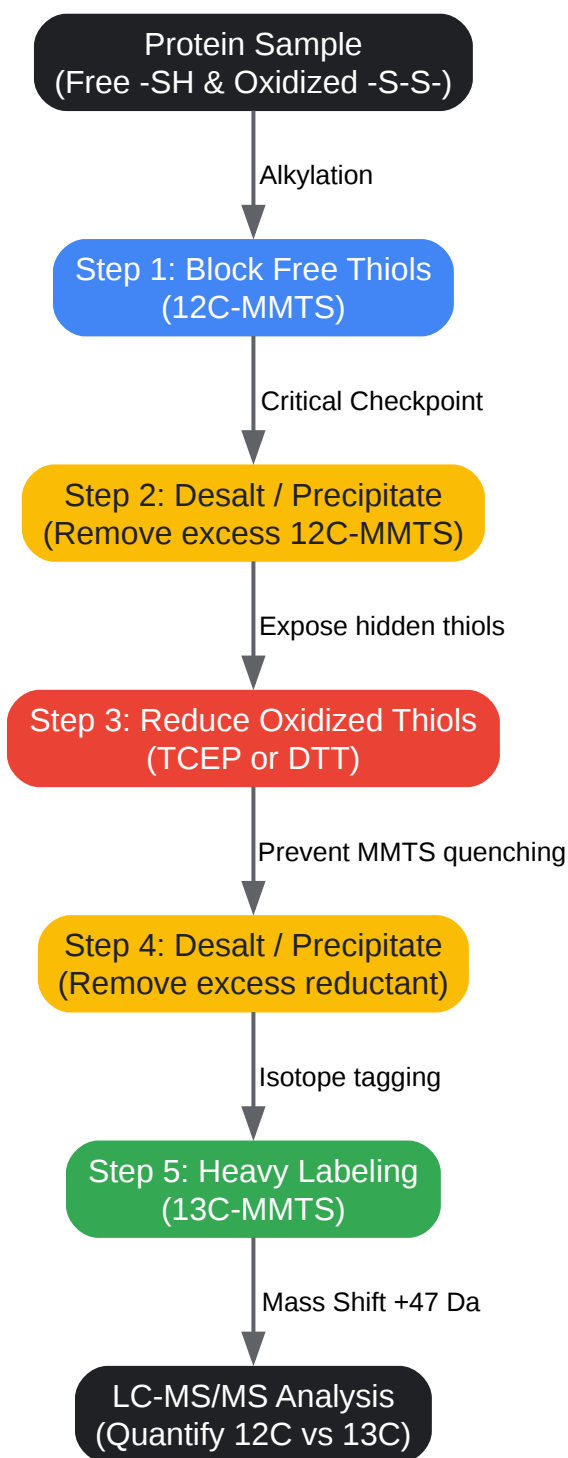 Protein Sample
(Free -SH & Oxidized -S-S-)
Alkylation
Step 1: Block Free Thiols
(12C-MMTS)
Critical Checkpoint
Step 2: Desalt / Precipitate
(Remove excess 12C-MMTS)
Expose hidden thiols
Step 3: Reduce Oxidized Thiols
(TCEP or DTT)
Prevent MMTS quenching
Step 4: Desalt / Precipitate
(Remove excess reductant)
Isotope tagging
Step 5: Heavy Labeling
(13C-MMTS)
Mass Shift +47 Da
LC-MS/MS Analysis
(Quantify 12C vs 13C)